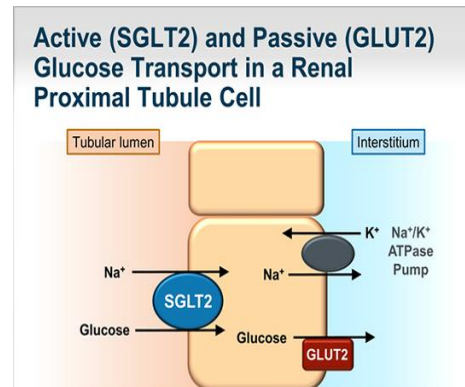 Active (SGLT2) and Passive (GLUT2)
Glucose Transport in a Renal
Proximal Tubule Cell
Tubular lumen
Interstitium
K⁺ Na⁺/K⁺
ATPase
Pump
Na⁺
Na⁺
SGLT2
Glucose
Glucose
GLUT2